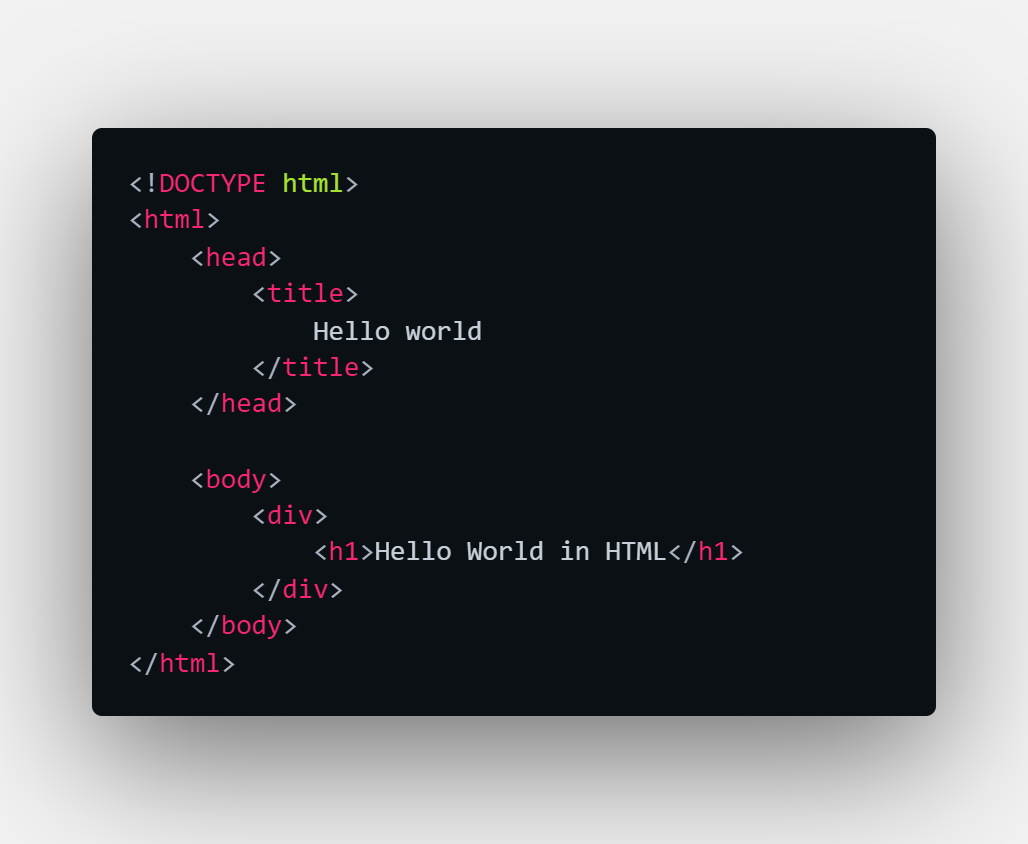 <!DOCTYPE html>
<html>
    <head>
        <title>
            Hello world
        </title>
    </head>

    <body>
        <div>
            <h1>Hello World in HTML</h1>
        </div>
    </body>
</html>